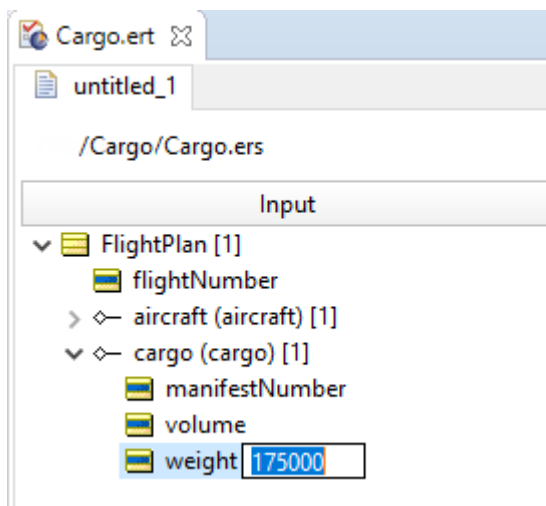 Cargo.ert
untitled_1
/Cargo/Cargo.ers
Input
FlightPlan [1]
flightNumber
aircraft (aircraft) [1]
cargo (cargo) [1]
manifestNumber
volume
weight 175000